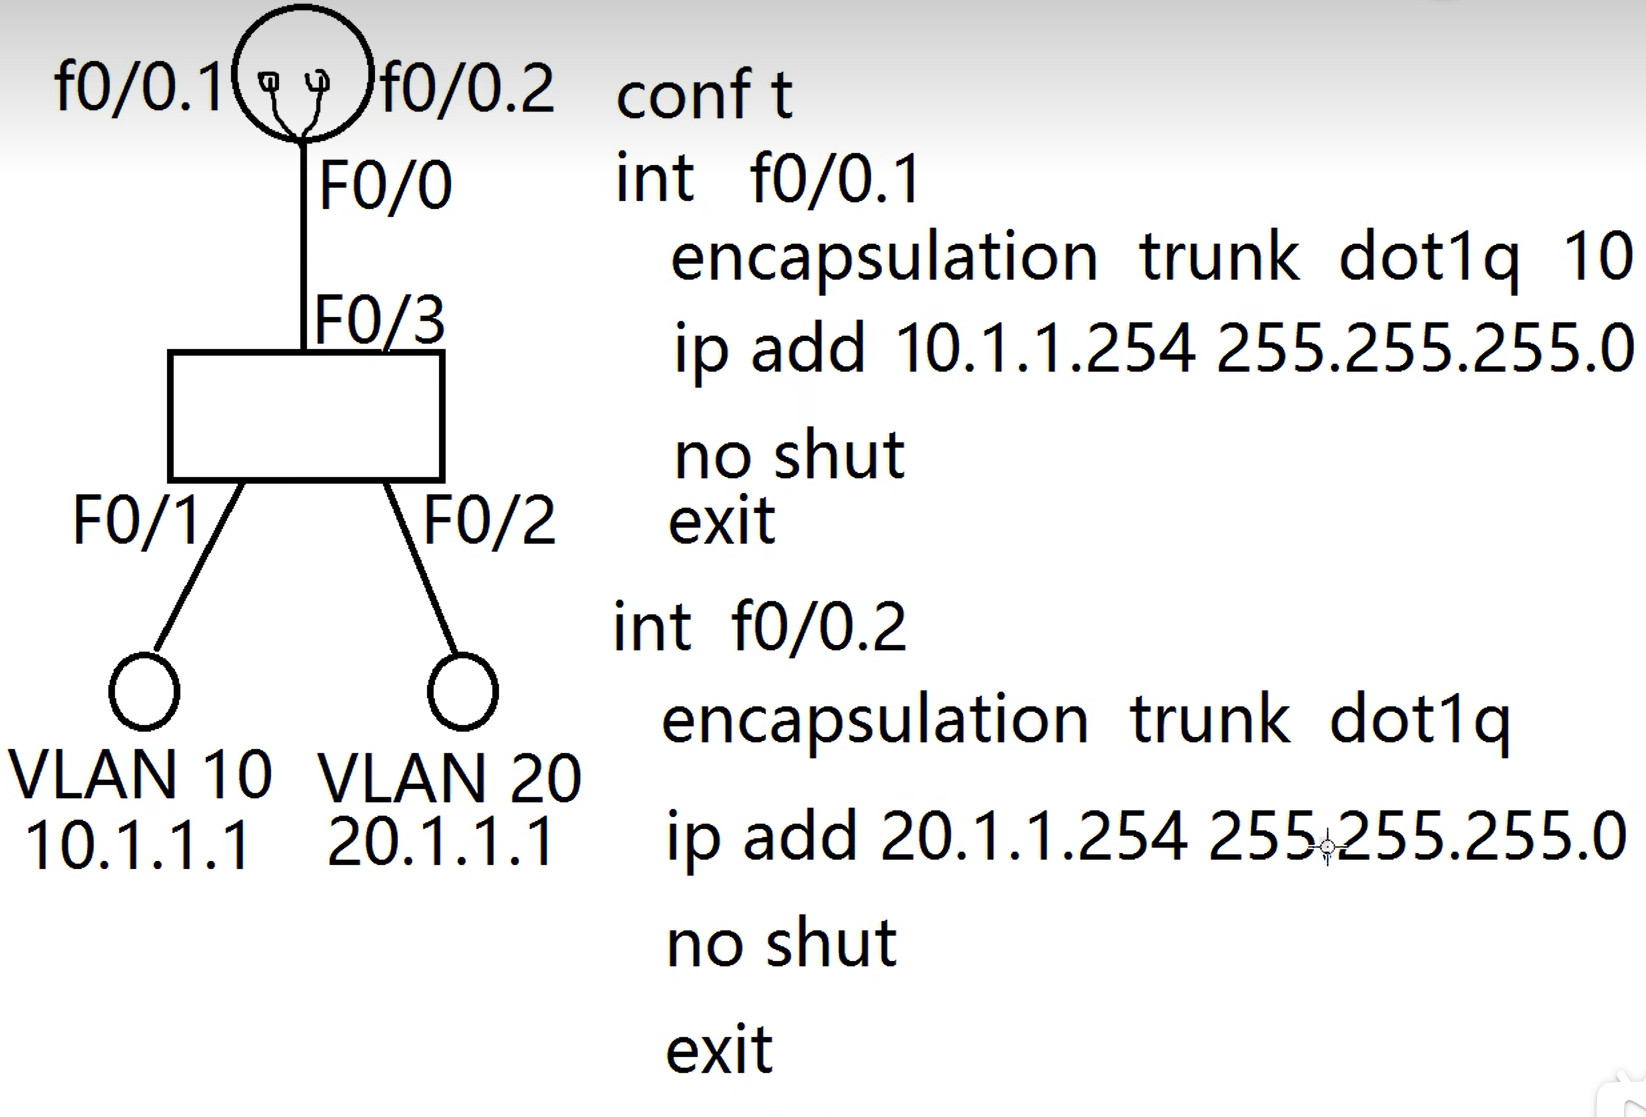 f0/0.1
f0/0.2
F0/0
F0/3
F0/1
F0/2
VLAN 10
10.1.1.1
VLAN 20
20.1.1.1
conf t
int f0/0.1
encapsulation trunk dot1q 10
ip add 10.1.1.254 255.255.255.0
no shut
exit
int f0/0.2
encapsulation trunk dot1q
ip add 20.1.1.254 255.255.255.0
no shut
exit